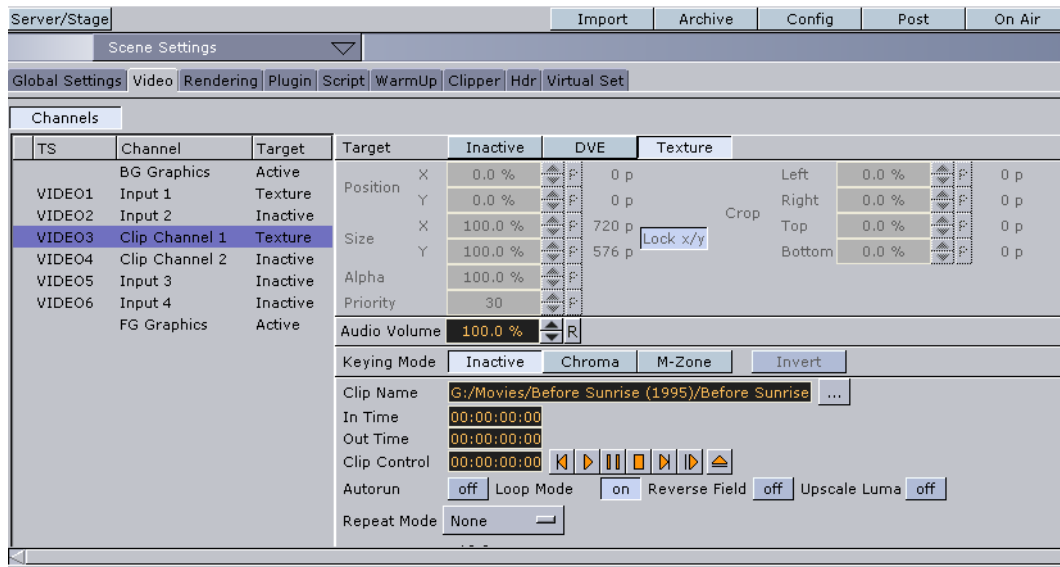 Server/Stage Import Archive Config Post On Air
Scene Settings
Global Settings Video Rendering Plugin Script WarmUp Clipper Hdr Virtual Set
Channels
TS Channel Target
BG Graphics Active
VIDEO1 Input 1 Texture
VIDEO2 Input 2 Inactive
VIDEO3 Clip Channel 1 Texture
VIDEO4 Clip Channel 2 Inactive
VIDEO5 Input 3 Inactive
VIDEO6 Input 4 Inactive
FG Graphics Active
Target Inactive DVE Texture
Position X 0.0 % 0 p
Y 0.0 % 0 p
Size X 100.0 % 720 p
Y 100.0 % 576 p
Lock x/y
Alpha 100.0 %
Priority 30
Crop
Left 0.0 % 0 p
Right 0.0 % 0 p
Top 0.0 % 0 p
Bottom 0.0 % 0 p
Audio Volume 100.0 % R
Keying Mode Inactive Chroma M-Zone Invert
Clip Name G:/Movies/Before Sunrise (1995)/Before Sunrise ...
In Time 00:00:00:00
Out Time 00:00:00:00
Clip Control 00:00:00:00
Autorun off Loop Mode on Reverse Field off Upscale Luma off
Repeat Mode None